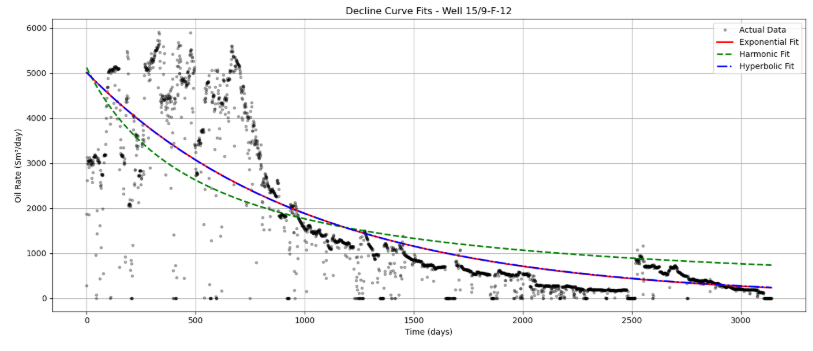 Decline Curve Fits - Well 15/9-F-12
Actual Data
Exponential Fit
Harmonic Fit
Hyperbolic Fit
Oil Rate (Sm³/day)
6000
5000
4000
3000
2000
1000
0
0 500 1000 1500 2000 2500 3000
Time (days)